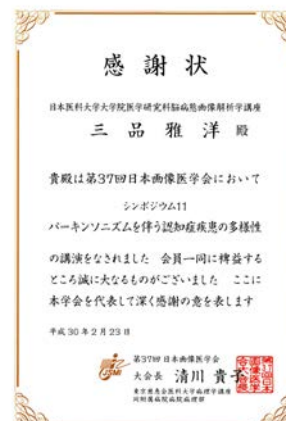 感謝状
日本医科大学大学院医学研究科脳病態画像解析学講座
三品雅洋 殿
貴殿は第37回日本画像医学会において
シンポジウム11
パーキンソニズムを伴う認知症疾患の多様性
の講演をなされました 会員一同に裨益する
ところ誠に大なるものがございました ここに
本学会を代表して深く感謝の意を表します
平成30年2月23日
JSMI
第37回 日本画像医学会
大会長 清川貴子
東京慈恵会医科大学病理学講座
同附属病院病院病理部